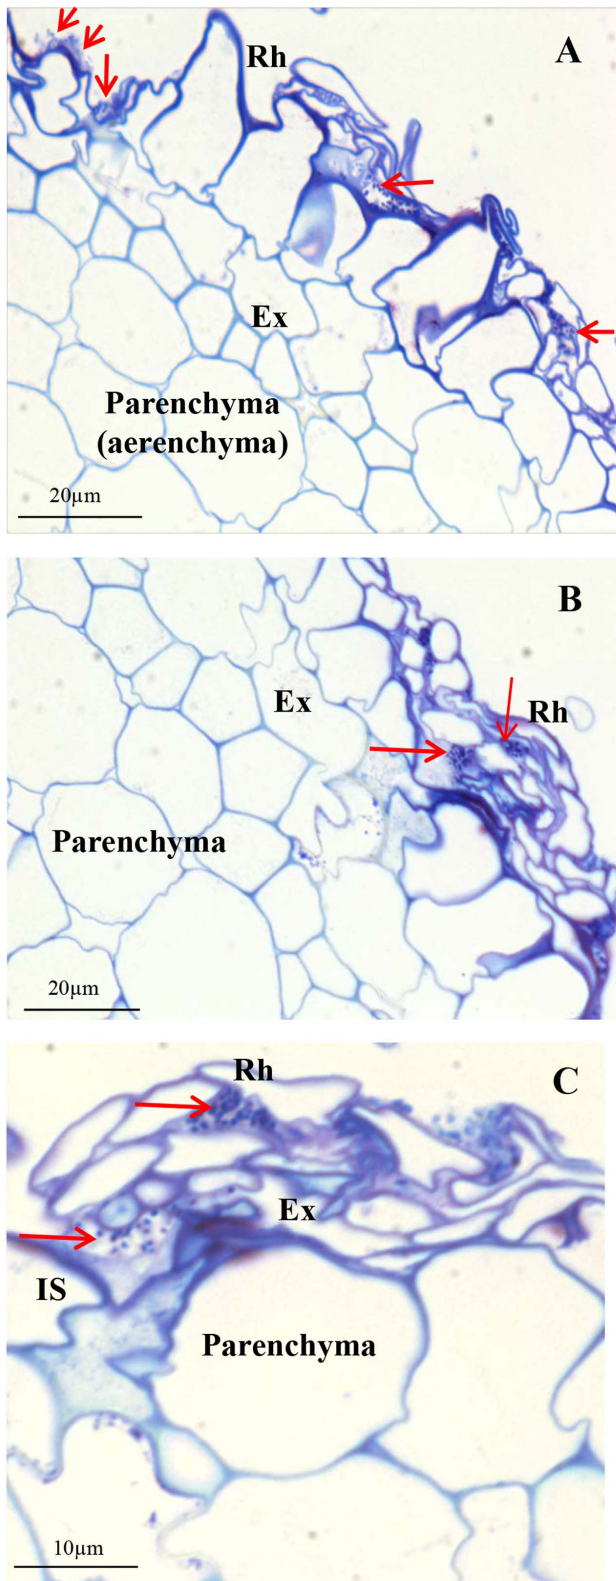 A
Rh
Ex
Parenchyma
(aerenchyma)
20µm
B
Ex
Rh
Parenchyma
20µm
Rh
C
Ex
IS
Parenchyma
10µm